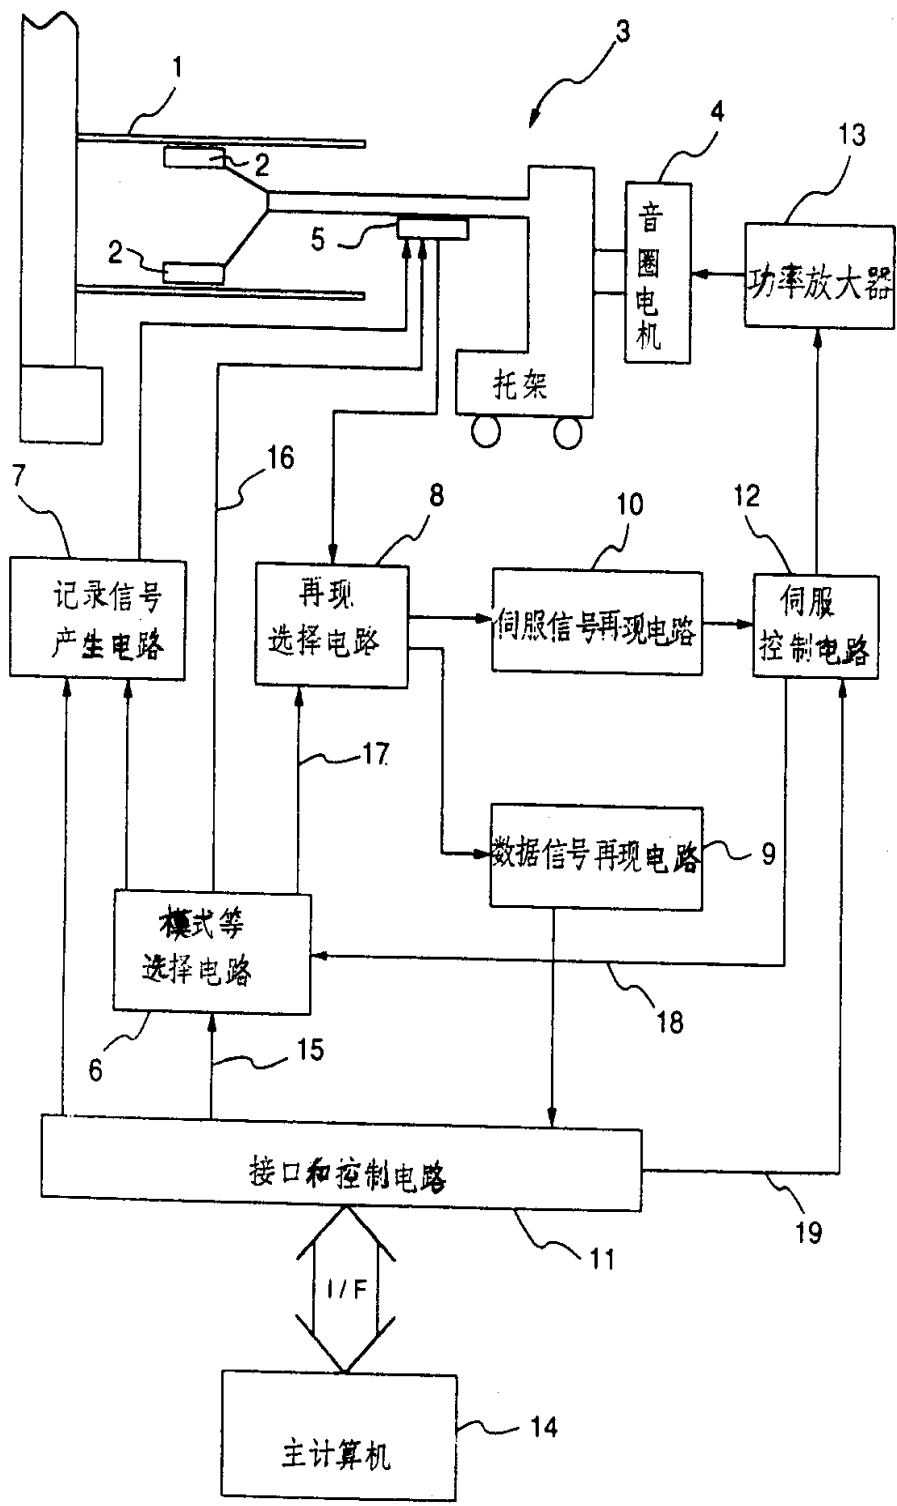 3
1
4
13
2
音圈电机
5
2
功率放大器
托架
16
7
8
10
12
记录信号
产生电路
再现
选择电路
伺服信号再现电路
伺服
控制电路
17
数据信号再现电路
9
模式等
选择电路
18
6
15
接口和控制电路
19
11
I/F
14
主计算机